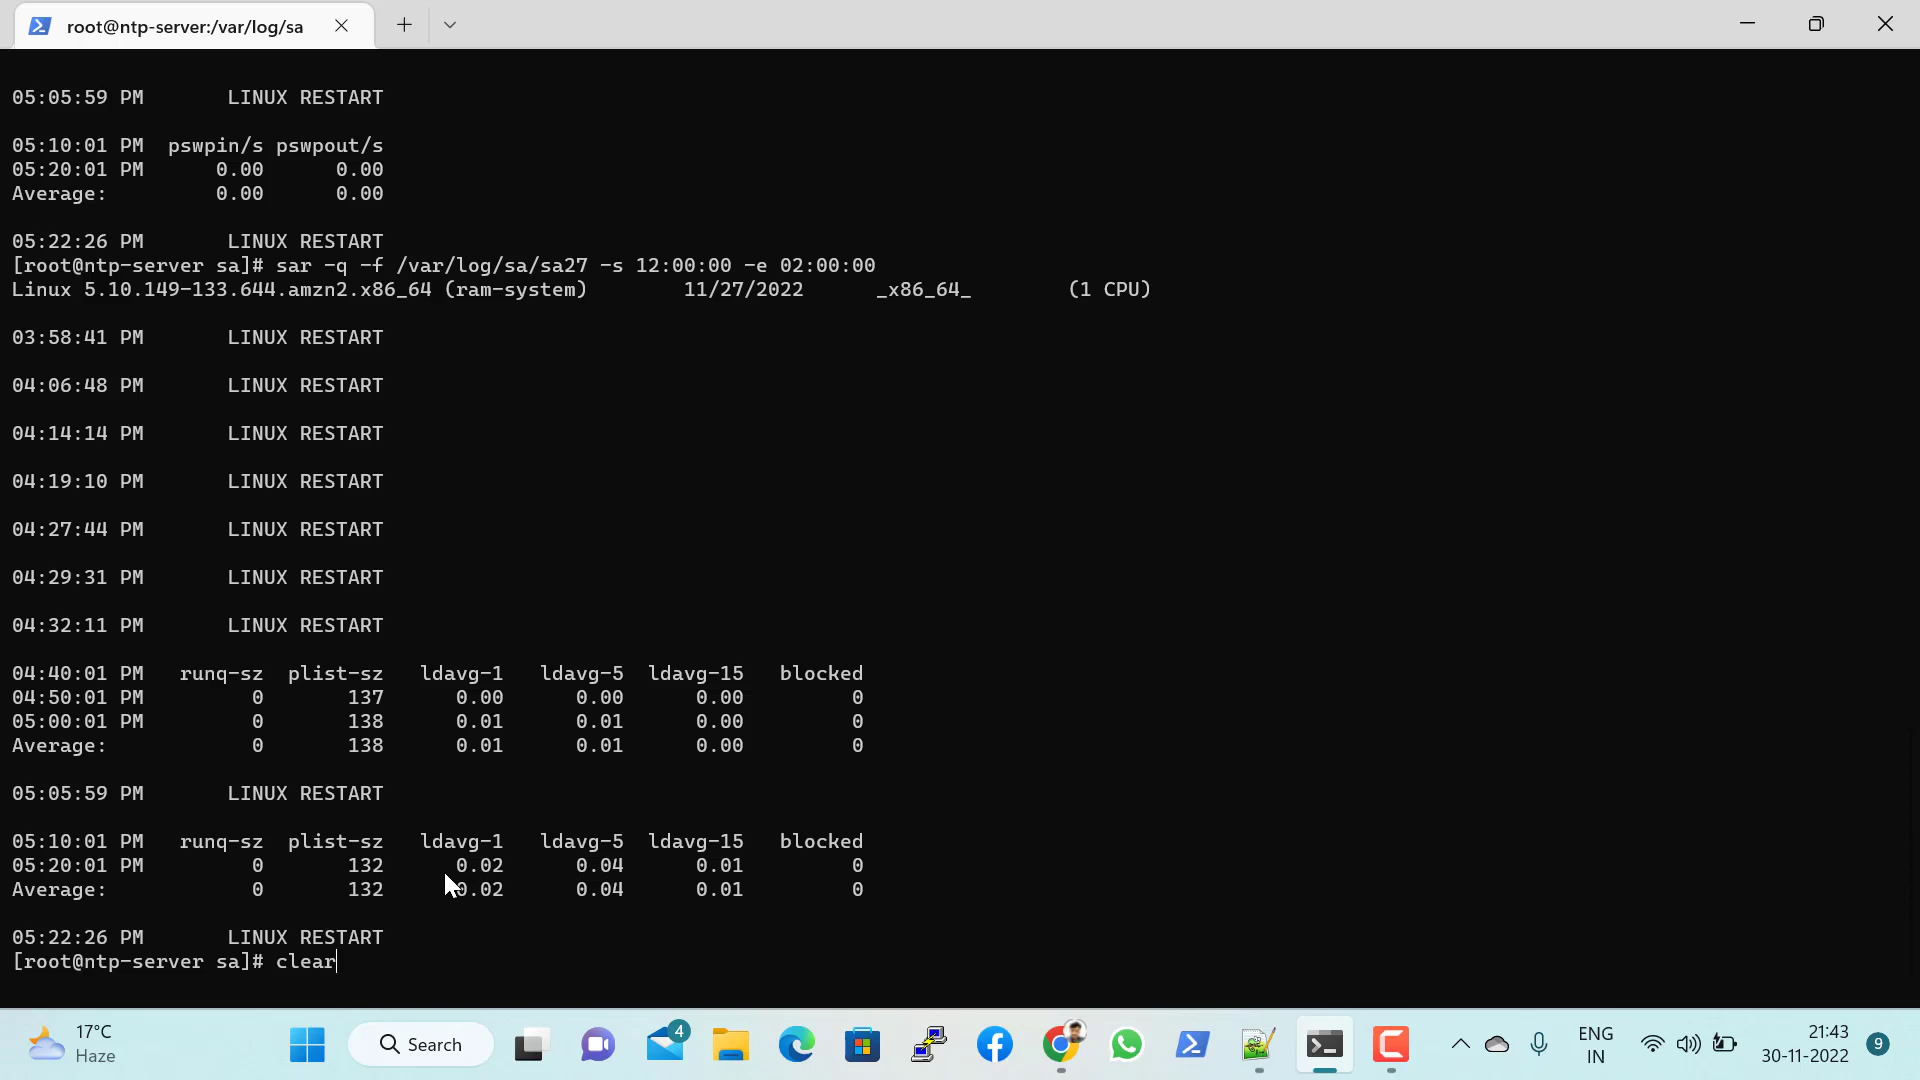 root@ntp-server:/var/log/sa
05:05:59 PM       LINUX RESTART
05:10:01 PM  pswpin/s pswpout/s
05:20:01 PM      0.00      0.00
Average:         0.00      0.00
05:22:26 PM       LINUX RESTART
[root@ntp-server sa]# sar -q -f /var/log/sa/sa27 -s 12:00:00 -e 02:00:00
Linux 5.10.149-133.644.amzn2.x86_64 (ram-system)        11/27/2022      _x86_64_        (1 CPU)
03:58:41 PM       LINUX RESTART
04:06:48 PM       LINUX RESTART
04:14:14 PM       LINUX RESTART
04:19:10 PM       LINUX RESTART
04:27:44 PM       LINUX RESTART
04:29:31 PM       LINUX RESTART
04:32:11 PM       LINUX RESTART
04:40:01 PM   runq-sz  plist-sz   ldavg-1   ldavg-5  ldavg-15   blocked
04:50:01 PM         0       137      0.00      0.00      0.00         0
05:00:01 PM         0       138      0.01      0.01      0.00         0
Average:            0       138      0.01      0.01      0.00         0
05:05:59 PM       LINUX RESTART
05:10:01 PM   runq-sz  plist-sz   ldavg-1   ldavg-5  ldavg-15   blocked
05:20:01 PM         0       132      0.02      0.04      0.01         0
Average:            0       132      0.02      0.04      0.01         0
05:22:26 PM       LINUX RESTART
[root@ntp-server sa]# clear
17°C
Haze
Search
4
ENG
IN
21:43
30-11-2022
9